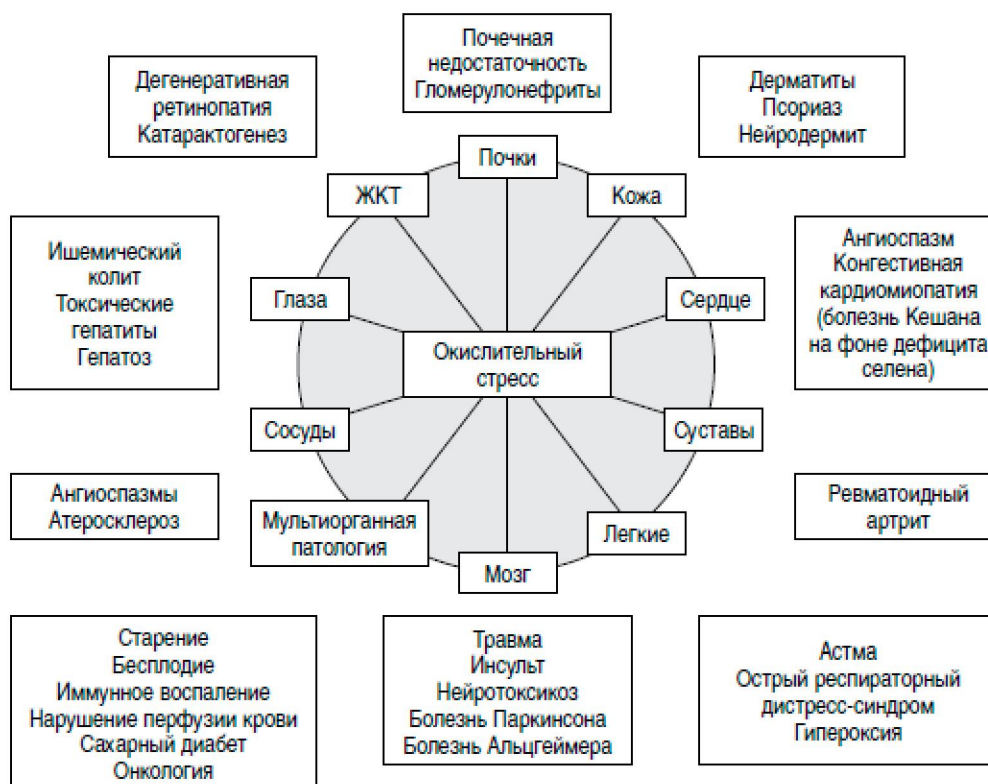 Почечная
недостаточность
Гломерулонефриты
Дегенеративная
ретинопатия
Катарактогенез
Дерматиты
Псориаз
Нейродермит
Почки
ЖКТ
Кожа
Ишемический
колит
Токсические
гепатиты
Гепатоз
Ангиоспазм
Конгестивная
кардиомиопатия
(болезнь Кешана
на фоне дефицита
селена)
Глаза
Сердце
Окислительный
стресс
Сосуды
Суставы
Ангиоспазмы
Атеросклероз
Ревматоидный
артрит
Мультиорганная
патология
Легкие
Мозг
Старение
Бесплодие
Иммунное воспаление
Нарушение перфузии крови
Сахарный диабет
Онкология
Травма
Инсульт
Нейротоксикоз
Болезнь Паркинсона
Болезнь Альцгеймера
Астма
Острый респираторный
дистресс-синдром
Гипероксия